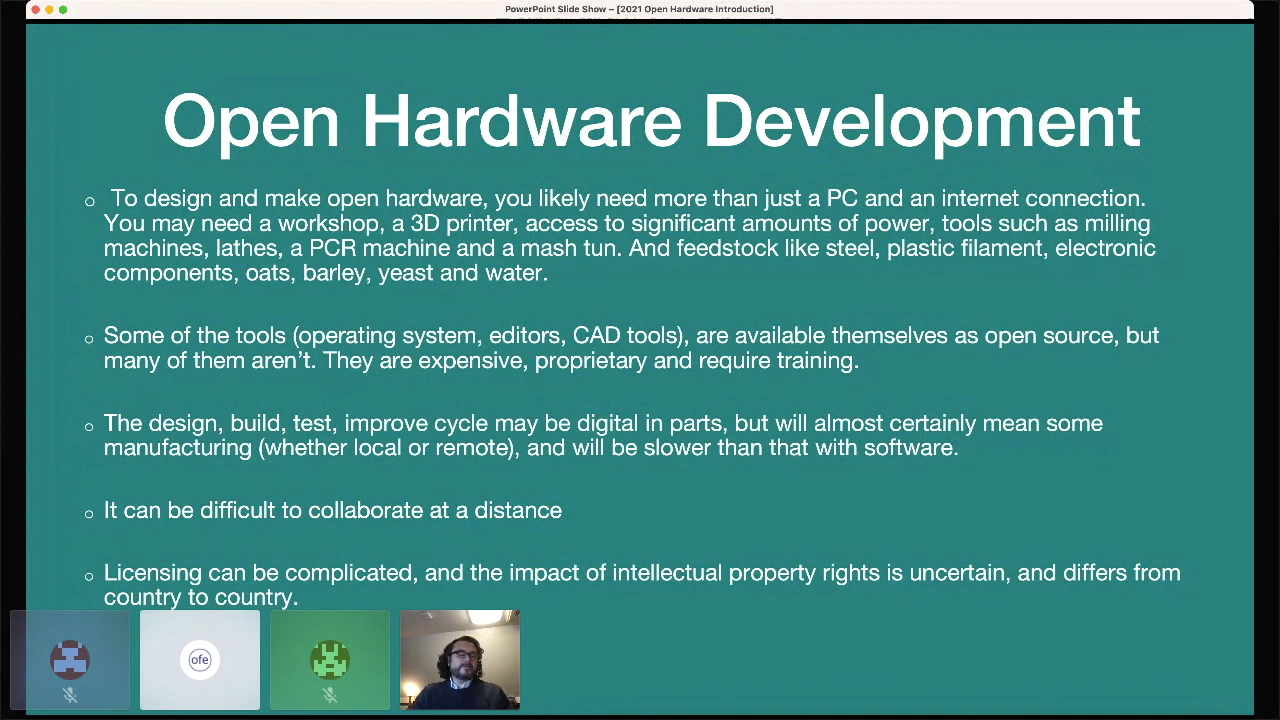 PowerPoint Slide Show – [2021 Open Hardware Introduction]
Open Hardware Development
To design and make open hardware, you likely need more than just a PC and an internet connection.
You may need a workshop, a 3D printer, access to significant amounts of power, tools such as milling
machines, lathes, a PCR machine and a mash tun. And feedstock like steel, plastic filament, electronic
components, oats, barley, yeast and water.
Some of the tools (operating system, editors, CAD tools), are available themselves as open source, but
many of them aren’t. They are expensive, proprietary and require training.
The design, build, test, improve cycle may be digital in parts, but will almost certainly mean some
manufacturing (whether local or remote), and will be slower than that with software.
It can be difficult to collaborate at a distance
Licensing can be complicated, and the impact of intellectual property rights is uncertain, and differs from
country to country.
ofe